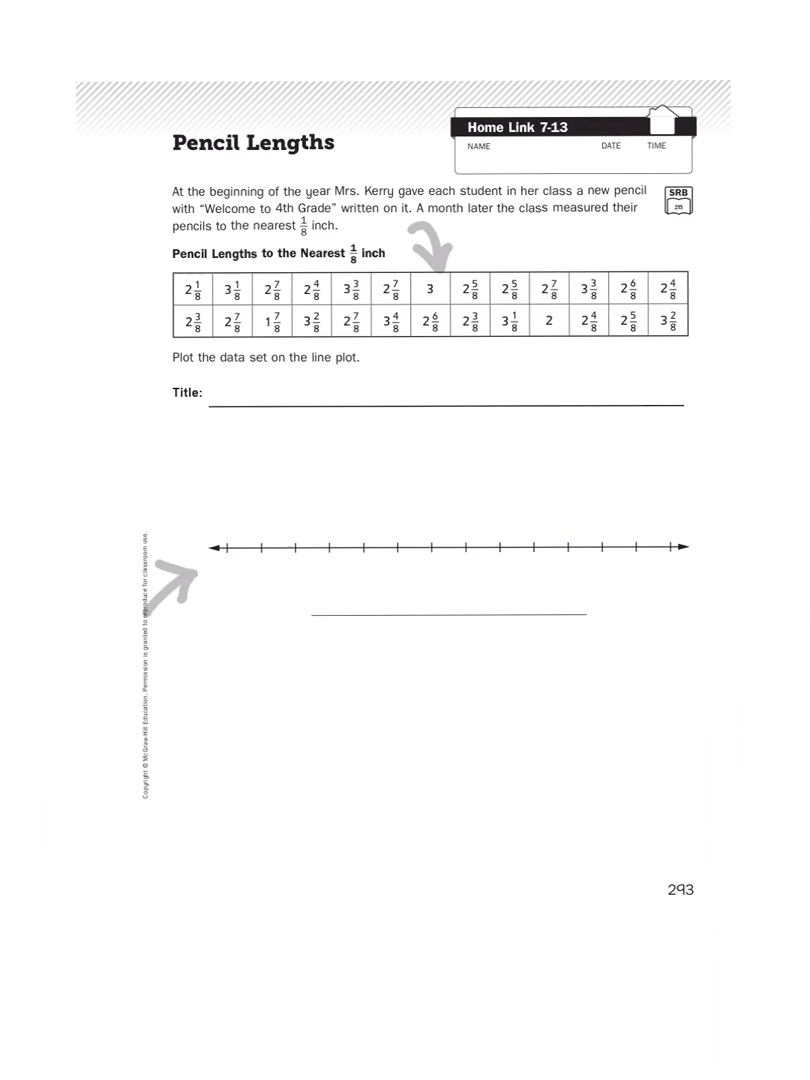 Home Link 7-13
Pencil Lengths
NAME DATE TIME
At the beginning of the year Mrs. Kerry gave each student in her class a new pencil
with “Welcome to 4th Grade” written on it. A month later the class measured their
pencils to the nearest 1/8 inch.
SRB
215
Pencil Lengths to the Nearest 1/8 inch
2 1/8 3 1/8 2 7/8 2 4/8 3 3/8 2 7/8 3 2 5/8 2 5/8 2 7/8 3 3/8 2 6/8 2 4/8
2 3/8 2 7/8 1 7/8 3 2/8 2 7/8 3 4/8 2 6/8 2 3/8 3 1/8 2 2 4/8 2 5/8 3 2/8
Plot the data set on the line plot.
Title:
Copyright © McGraw-Hill Education. Permission is granted to reproduce for classroom use.
293